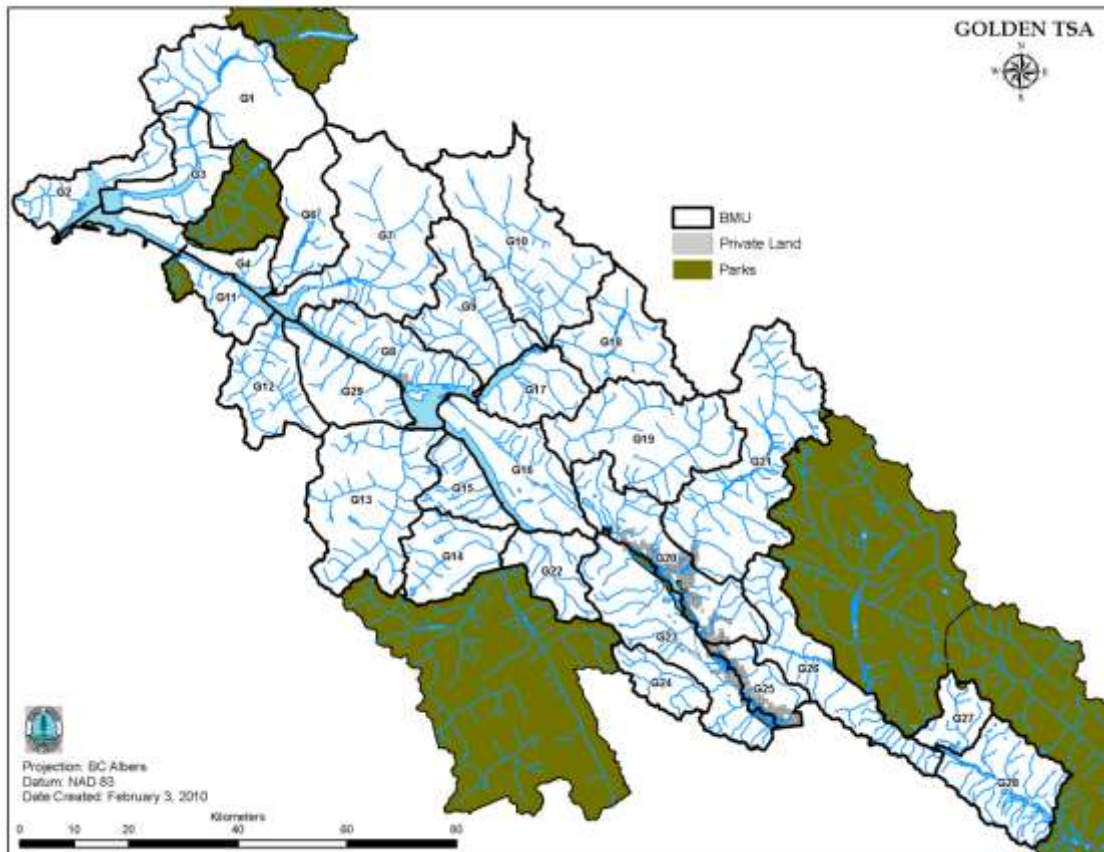 GOLDEN TSA
N
W E
S
G1
G2
G3
G6
G7
G10
G4
G11
G9
G18
G8
G12
G29
G17
G19
G21
G16
G15
G13
G14
G22
G20
G23
G24
G25
G26
G27
G28
BMU
Private Land
Parks
Projection: BC Albers
Datum: NAD 83
Date Created: February 3, 2010
Kilometers
0 10 20 40 60 80